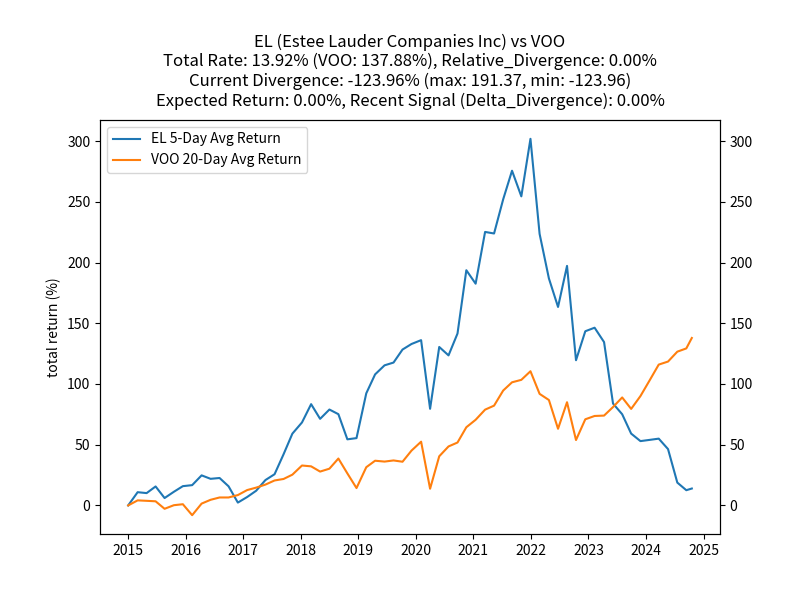 EL (Estee Lauder Companies Inc) vs VOO
Total Rate: 13.92% (VOO: 137.88%), Relative_Divergence: 0.00%
Current Divergence: -123.96% (max: 191.37, min: -123.96)
Expected Return: 0.00%, Recent Signal (Delta_Divergence): 0.00%
EL 5-Day Avg Return
VOO 20-Day Avg Return
total return (%)
300
250
200
150
100
50
0
300
250
200
150
100
50
0
2015 2016 2017 2018 2019 2020 2021 2022 2023 2024 2025